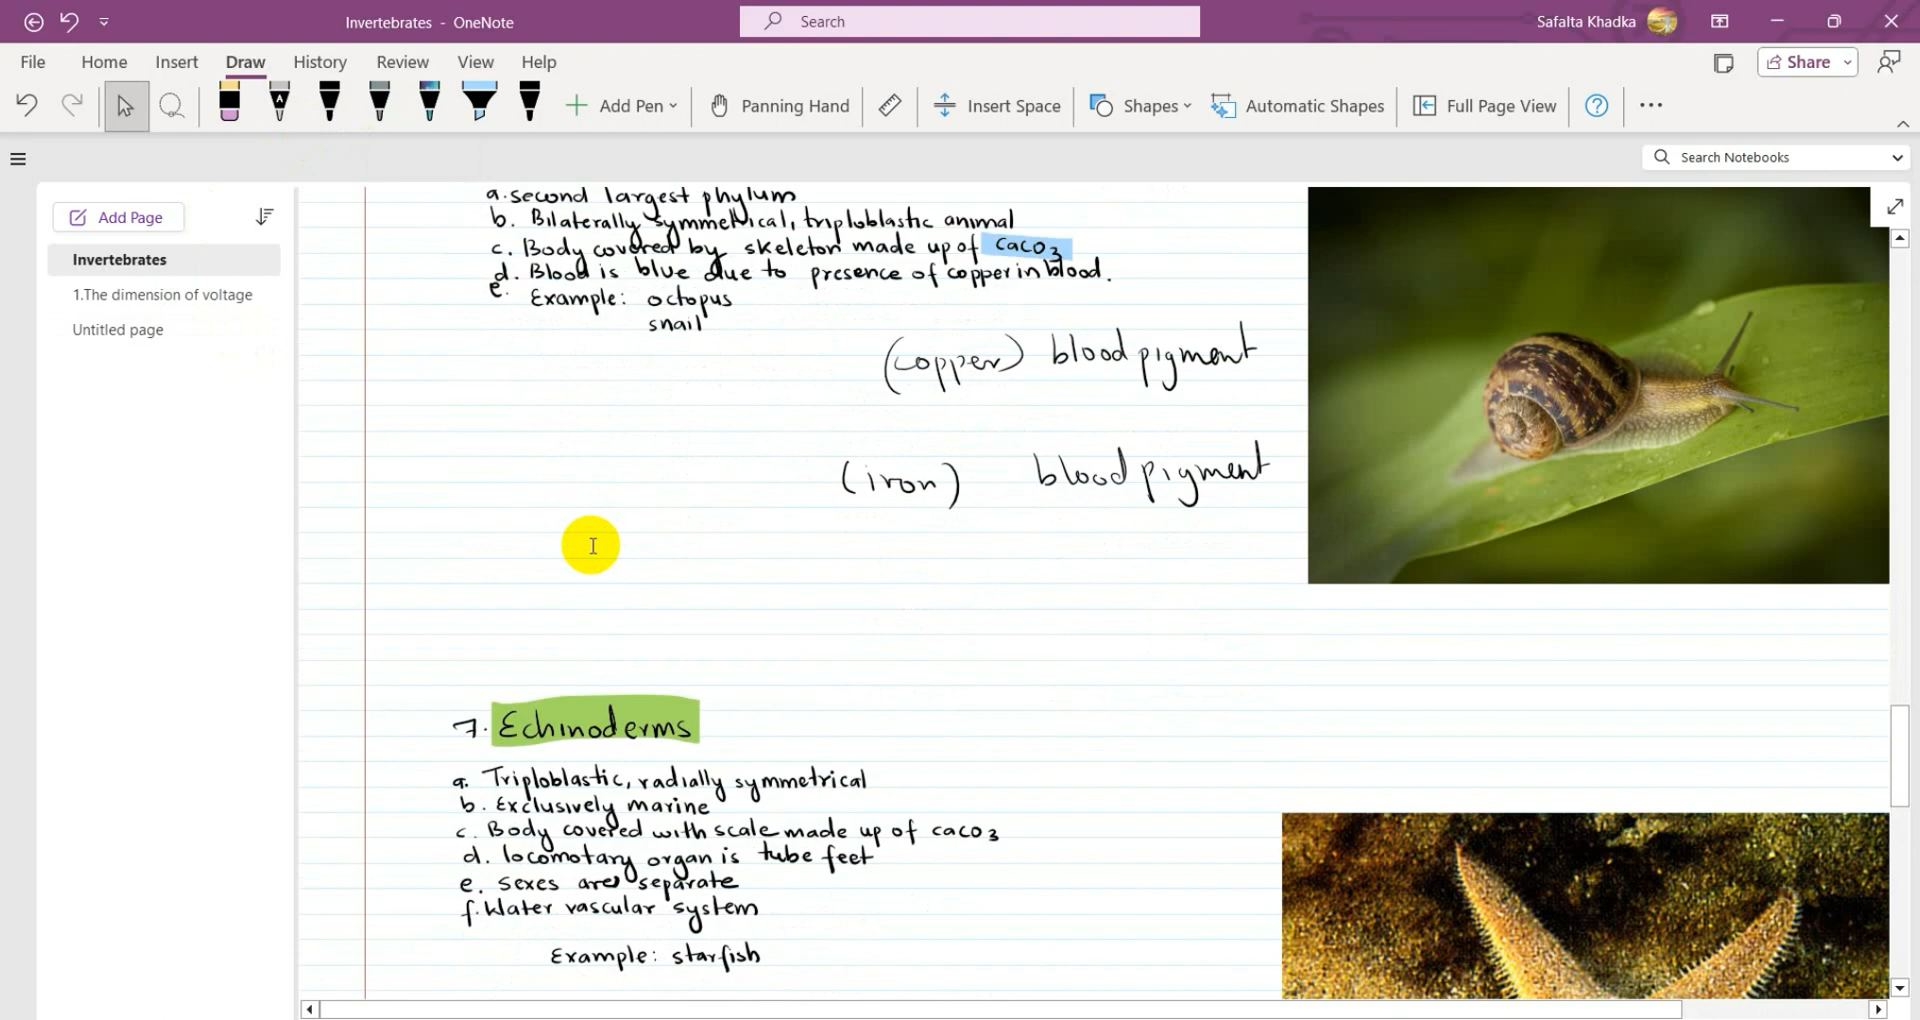 Invertebrates - OneNote
Search
Safalta Khadka
File Home Insert Draw History Review View Help
Share
A
Add Pen
Panning Hand
Insert Space
Shapes
Automatic Shapes
Full Page View
Search Notebooks
Add Page
Invertebrates
1.The dimension of voltage
Untitled page
a. second largest phylum
b. Bilaterally symmetrical, triploblastic animal
c. Body covered by skeleton made up of caco3
d. Blood is blue due to presence of copper in blood.
e. Example: octopus
snail
(copper) blood pigment
(iron) blood pigment
7. Echinoderms
a. Triploblastic, radially symmetrical
b. Exclusively marine
c. Body covered with scale made up of caco3
d. locomotary organ is tube feet
e. sexes are separate
f. Water vascular system
Example: starfish